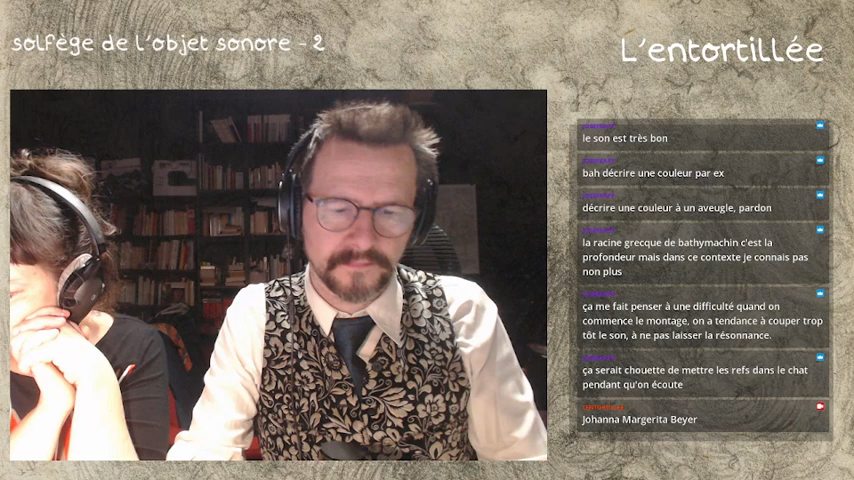 solfège de l'objet sonore - 2
L'entortillée
le son est très bon
bah décrire une couleur par ex
décrire une couleur à un aveugle, pardon
la racine grecque de bathymachin c'est la
profondeur mais dans ce contexte je connais pas
non plus
ça me fait penser à une difficulté quand on
commence le montage, on a tendance à couper trop
tôt le son, à ne pas laisser la résonnance.
ça serait chouette de mettre les refs dans le chat
pendant qu'on écoute
Johanna Margerita Beyer